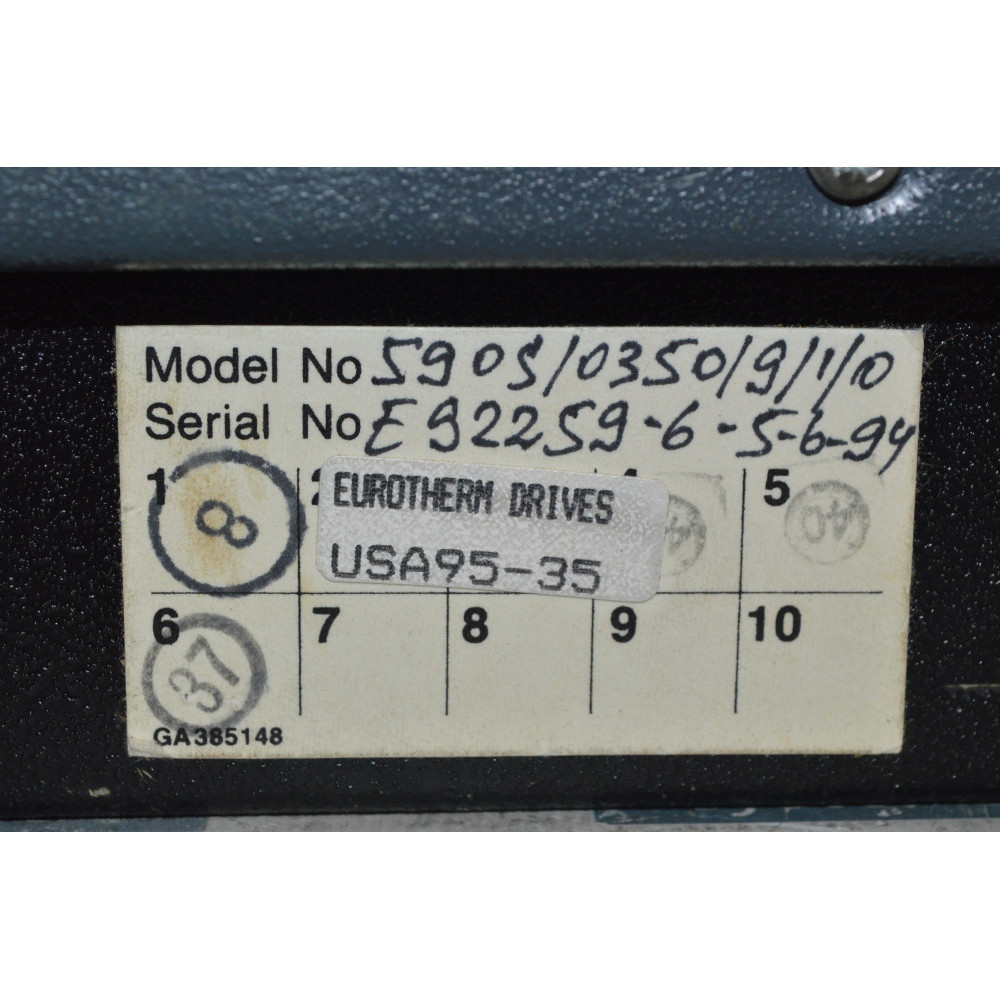 Model No 590S/0350/9/1/0
Serial No E92259-6-5-6-94
1 8 4 5
EUROTHERM DRIVES
USA95-35
6 7 8 9 10
37
GA385148